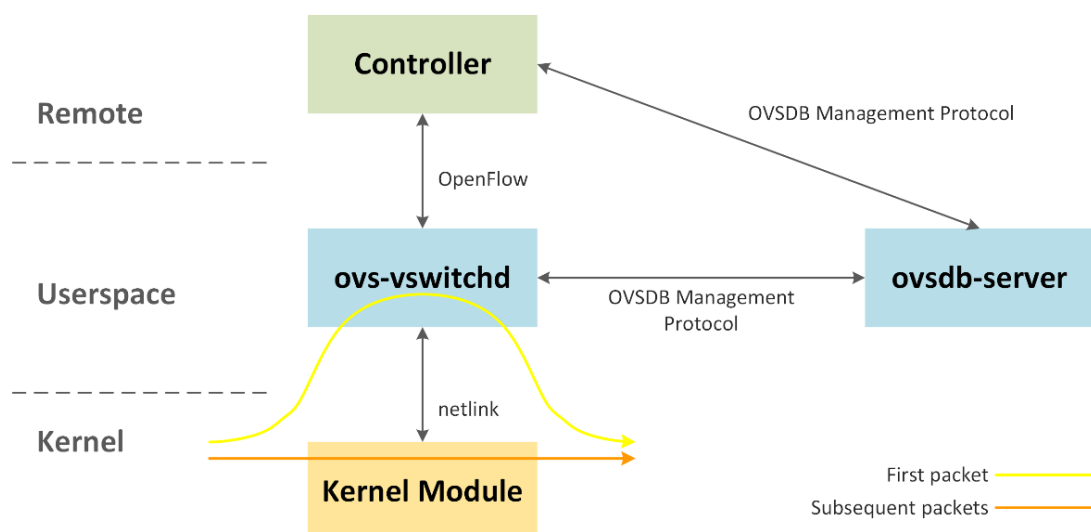 Controller
Remote
OVSDB Management Protocol
OpenFlow
Userspace
ovs-vswitchd
ovsdb-server
OVSDB Management
Protocol
netlink
Kernel
Kernel Module
First packet
Subsequent packets